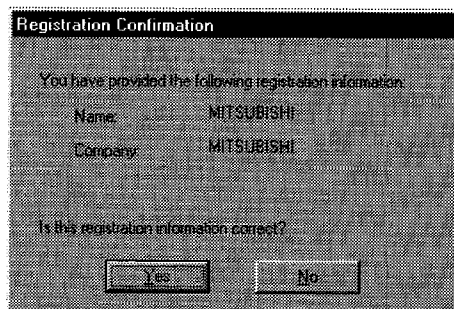 Registration Confirmation
You have provided the following registration information:
Name: MITSUBISHI
Company: MITSUBISHI
Is this registration information correct?
Yes No